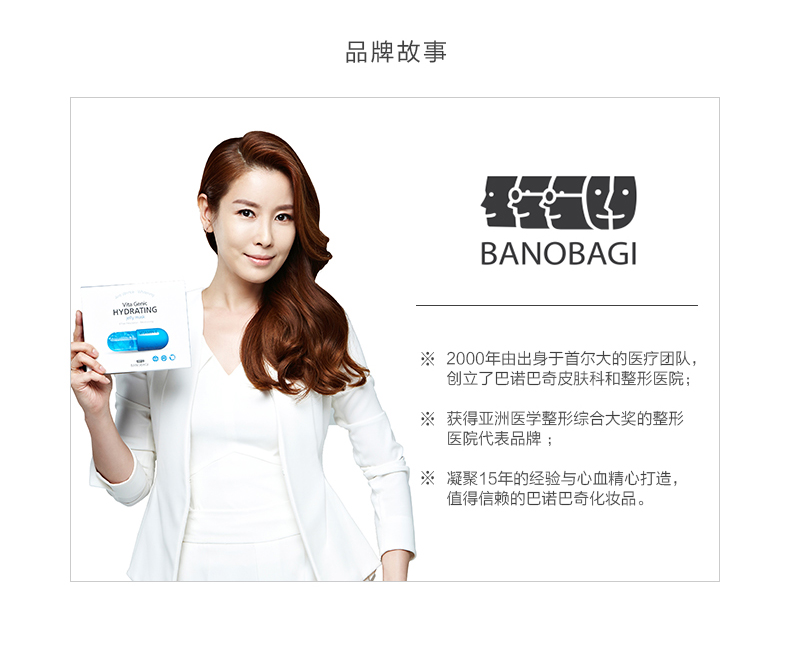 品牌故事
Vita Genic
HYDRATING
jelly mask
BANOBAGI
※ 2000年由出身于首尔大的医疗团队，
创立了巴诺巴奇皮肤科和整形医院；
※ 获得亚洲医学整形综合大奖的整形
医院代表品牌 ；
※ 凝聚15年的经验与心血精心打造，
值得信赖的巴诺巴奇化妆品。